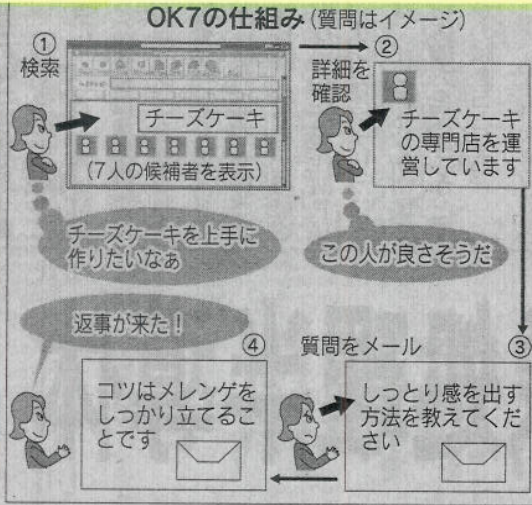 OK7の仕組み(質問はイメージ)
①
検索
チーズケーキ
(7人の候補者を表示)
チーズケーキを上手に
作りたいなぁ
②
詳細を
確認
チーズケーキ
の専門店を運
営しています
この人が良さそうだ
③
質問をメール
しっとり感を出す
方法を教えてくだ
さい
④
コツはメレンゲを
しっかり立てるこ
とです
返事が来た!